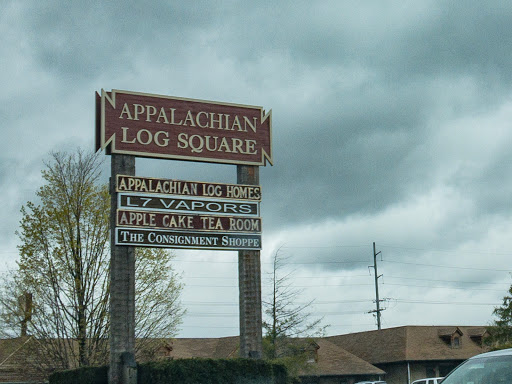 APPALACHIAN
LOG SQUARE
APPALACHIAN LOG HOMES
L7 VAPORS
APPLE CAKE TEA ROOM
THE CONSIGNMENT SHOPPE